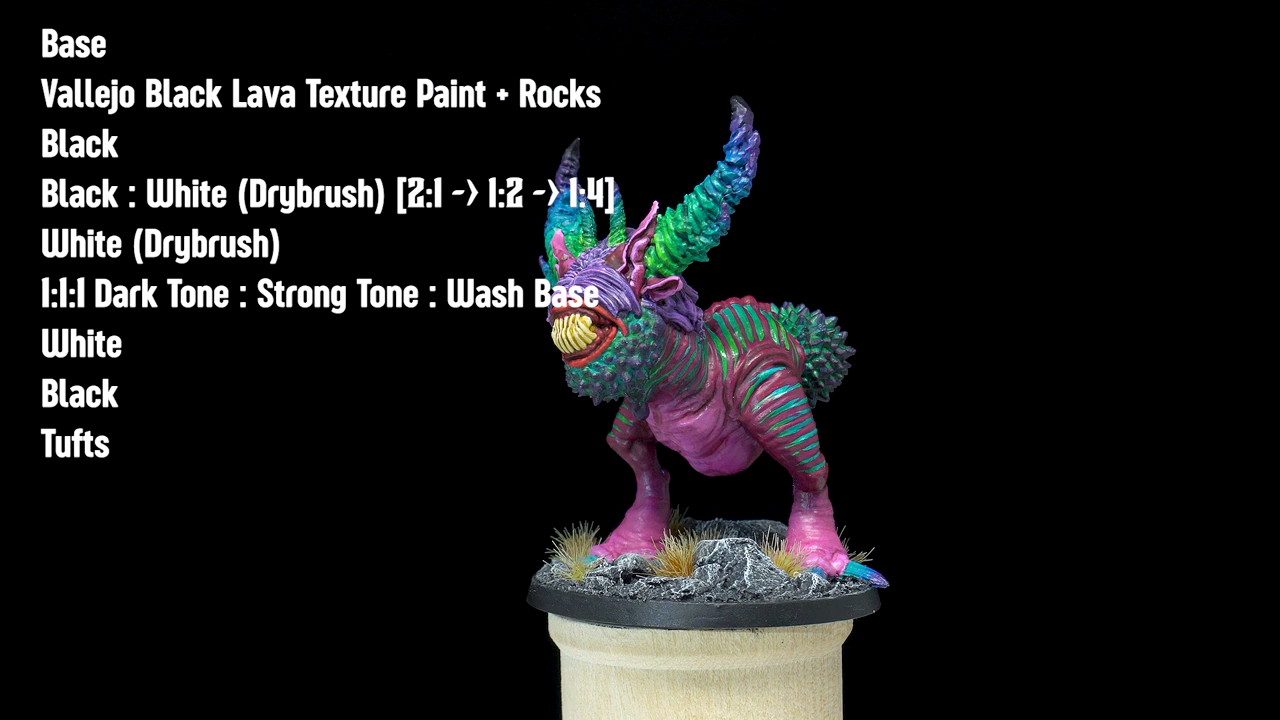 Base
Vallejo Black Lava Texture Paint + Rocks
Black
Black : White (Drybrush) [2:1 -> 1:2 -> 1:4]
White (Drybrush)
1:1:1 Dark Tone : Strong Tone : Wash Base
White
Black
Tufts